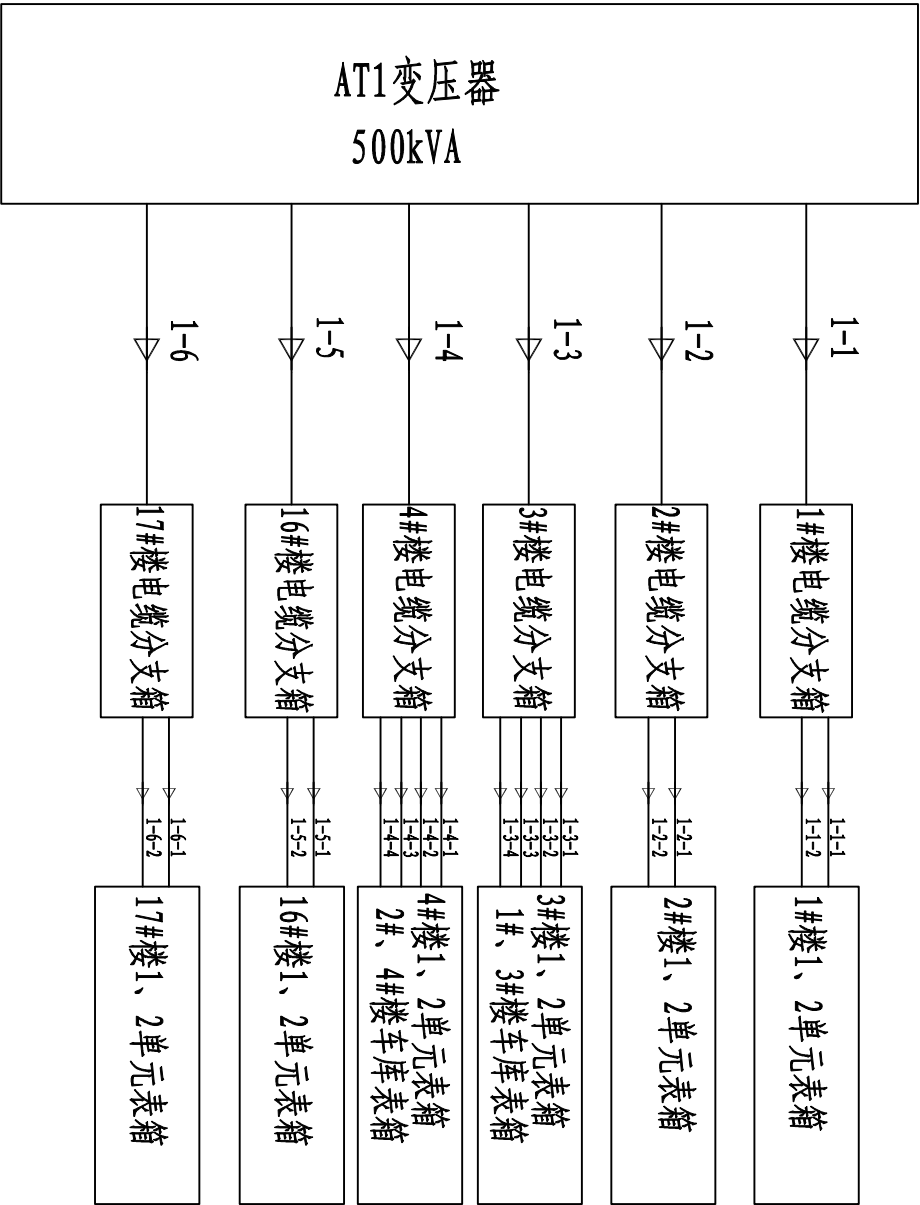 AT1变压器
500kVA
1-6
1-5
1-4
1-3
1-2
1-1
17#楼电缆分支箱
16#楼电缆分支箱
4#楼电缆分支箱
3#楼电缆分支箱
2#楼电缆分支箱
1#楼电缆分支箱
1-6-1
1-6-2
1-5-1
1-5-2
1-4-1
1-4-2
1-4-3
1-4-4
1-3-1
1-3-2
1-3-3
1-3-4
1-2-1
1-2-2
1-1-1
1-1-2
17#楼1、2单元表箱
16#楼1、2单元表箱
4#楼1、2单元表箱
2#、4#楼车库表箱
3#楼1、2单元表箱
1#、3#楼车库表箱
2#楼1、2单元表箱
1#楼1、2单元表箱